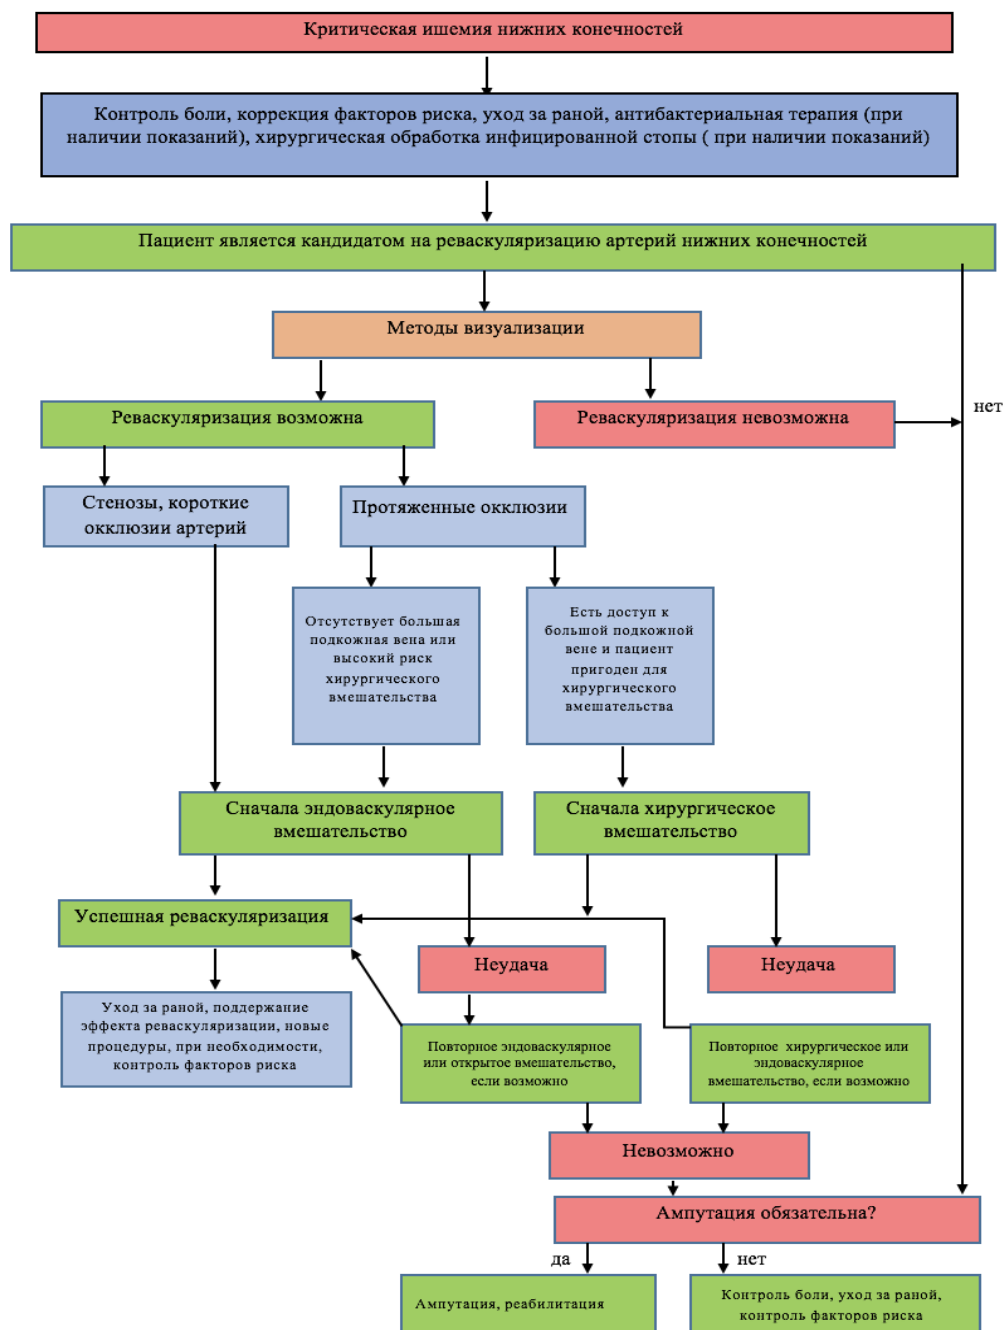 Критическая ишемия нижних конечностей
Контроль боли, коррекция факторов риска, уход за раной, антибактериальная терапия (при
наличии показаний), хирургическая обработка инфицированной стопы ( при наличии показаний)
Пациент является кандидатом на реваскуляризацию артерий нижних конечностей
Методы визуализации
Реваскуляризация возможна
Реваскуляризация невозможна
нет
Стенозы, короткие
окклюзии артерий
Протяженные окклюзии
Отсутствует большая
подкожная вена или
высокий риск
хирургического
вмешательства
Есть доступ к
большой подкожной
вене и пациент
пригоден для
хирургического
вмешательства
Сначала эндоваскулярное
вмешательство
Сначала хирургическое
вмешательство
Успешная реваскуляризация
Неудача
Неудача
Уход за раной, поддержание
эффекта реваскуляризации, новые
процедуры, при необходимости,
контроль факторов риска
Повторное эндоваскулярное
или открытое вмешательство,
если возможно
Повторное хирургическое или
эндоваскулярное
вмешательство, если возможно
Невозможно
Ампутация обязательна?
да
нет
Ампутация, реабилитация
Контроль боли, уход за раной,
контроль факторов риска